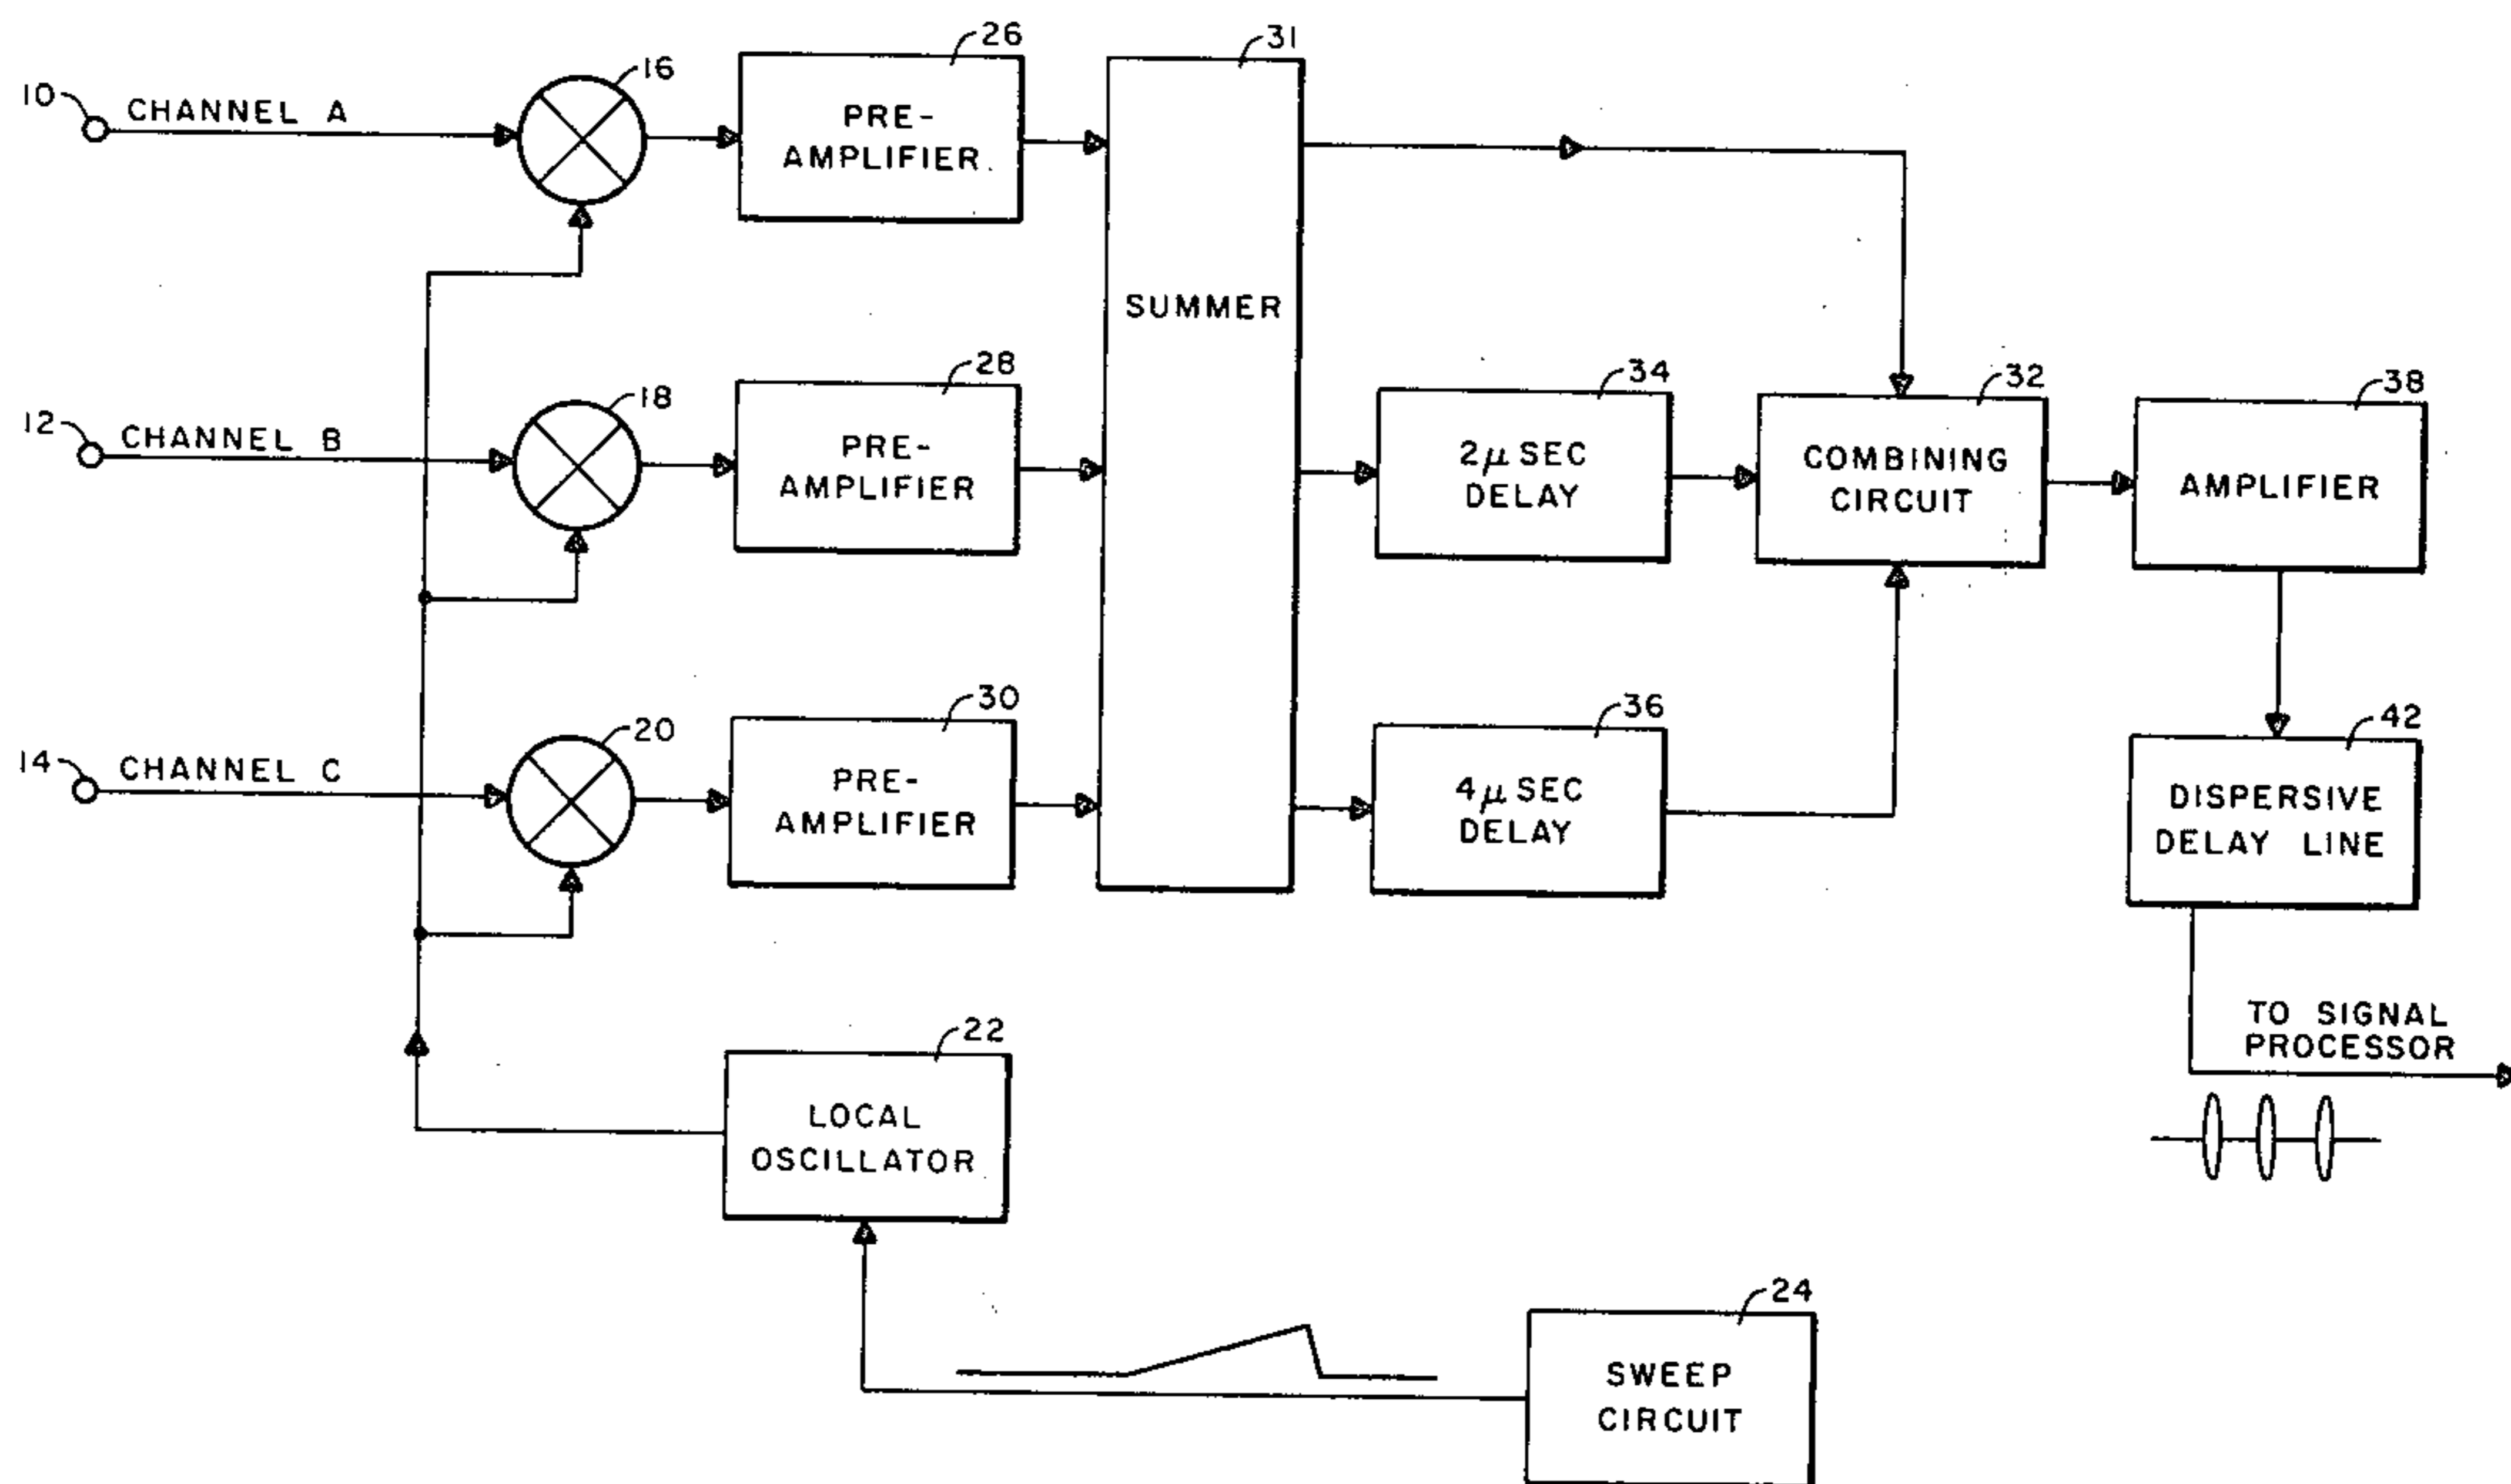 26
31
16
10
CHANNEL A
PRE-
AMPLIFIER
SUMMER
28
34
32
38
18
12
CHANNEL B
PRE-
AMPLIFIER
2μ SEC
DELAY
COMBINING
CIRCUIT
AMPLIFIER
30
36
42
20
14
CHANNEL C
PRE-
AMPLIFIER
4μ SEC
DELAY
DISPERSIVE
DELAY LINE
22
TO SIGNAL
PROCESSOR
LOCAL
OSCILLATOR
24
SWEEP
CIRCUIT